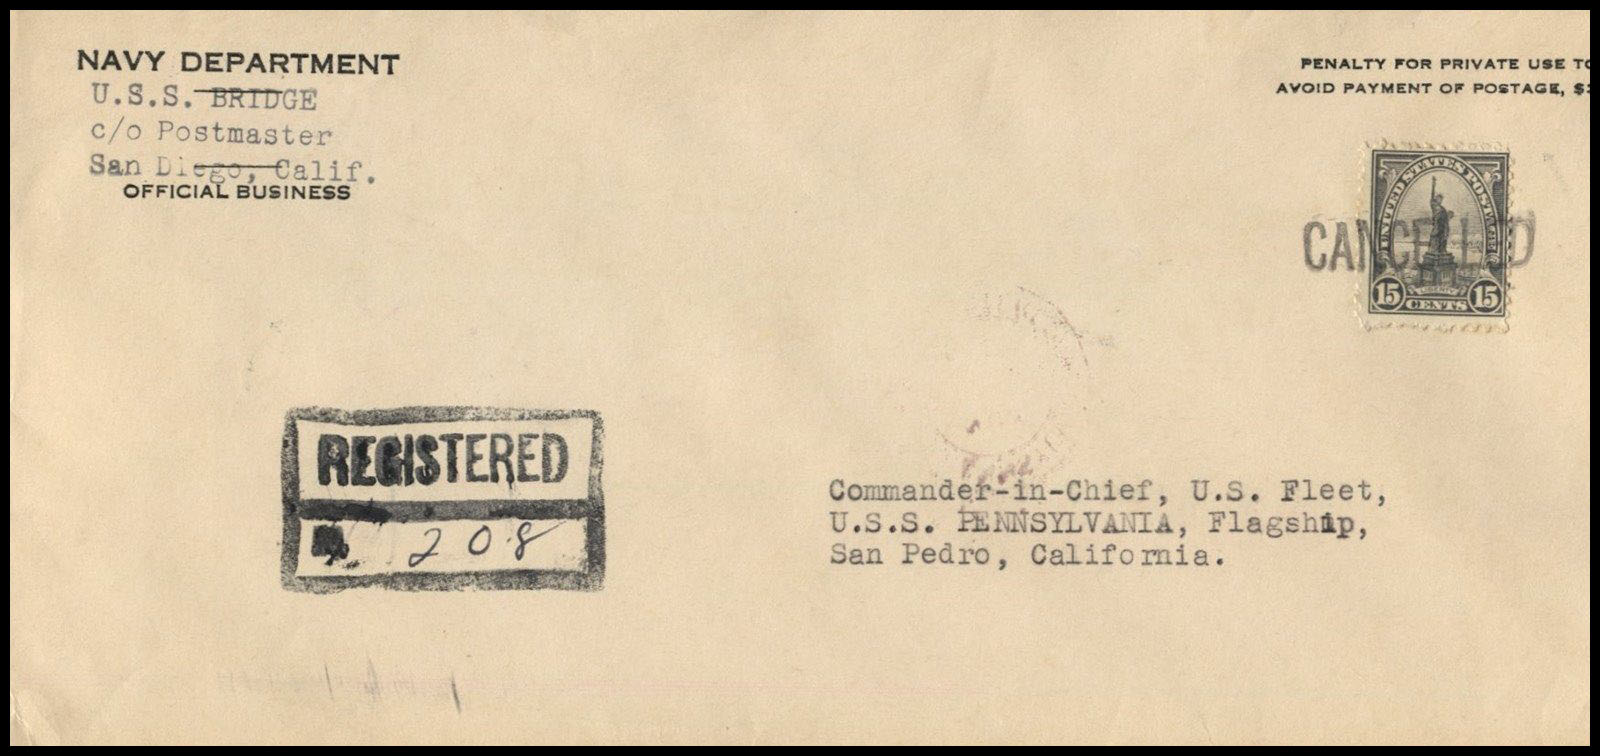 NAVY DEPARTMENT
U.S.S. BRIDGE
c/o Postmaster
San Diego, Calif.
OFFICIAL BUSINESS
PENALTY FOR PRIVATE USE TO
AVOID PAYMENT OF POSTAGE, $
UNITED STATES POSTAGE
CANCELLED
LIBERTY
15 CENTS 15
REGISTERED
208
Commander-in-Chief, U.S. Fleet,
U.S.S. PENNSYLVANIA, Flagship,
San Pedro, California.